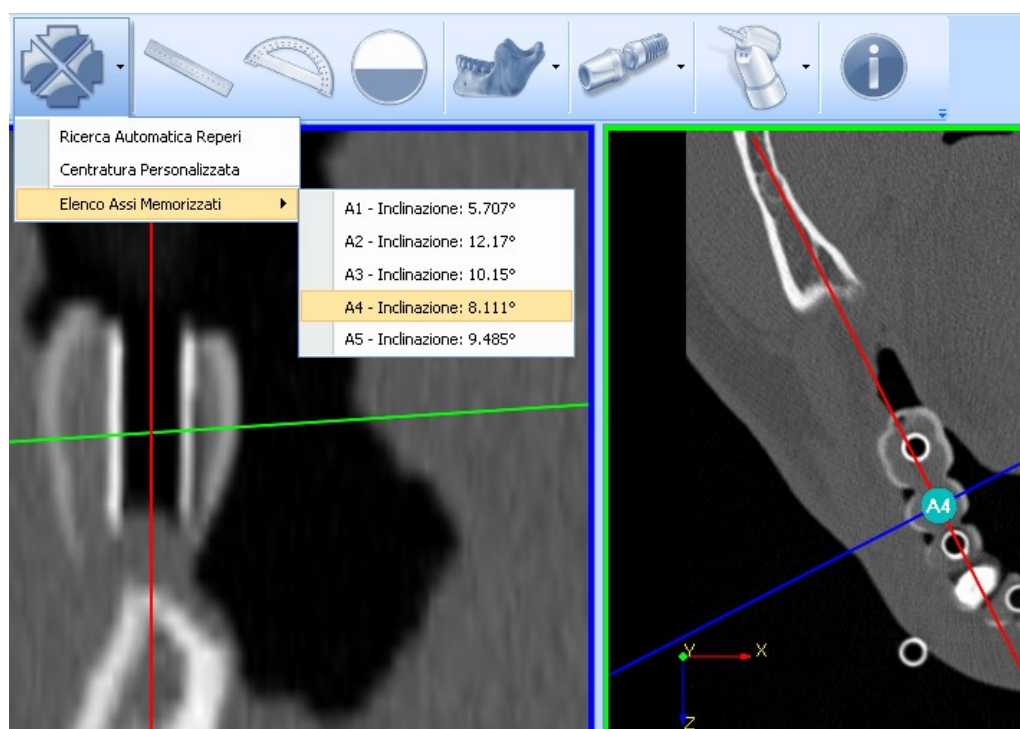 Ricerca Automatica Reperi
Centratura Personalizzata
Elenco Assi Memorizzati
A1 - Inclinazione: 5.707°
A2 - Inclinazione: 12.17°
A3 - Inclinazione: 10.15°
A4 - Inclinazione: 8.111°
A5 - Inclinazione: 9.485°
A4
Y
X
Z